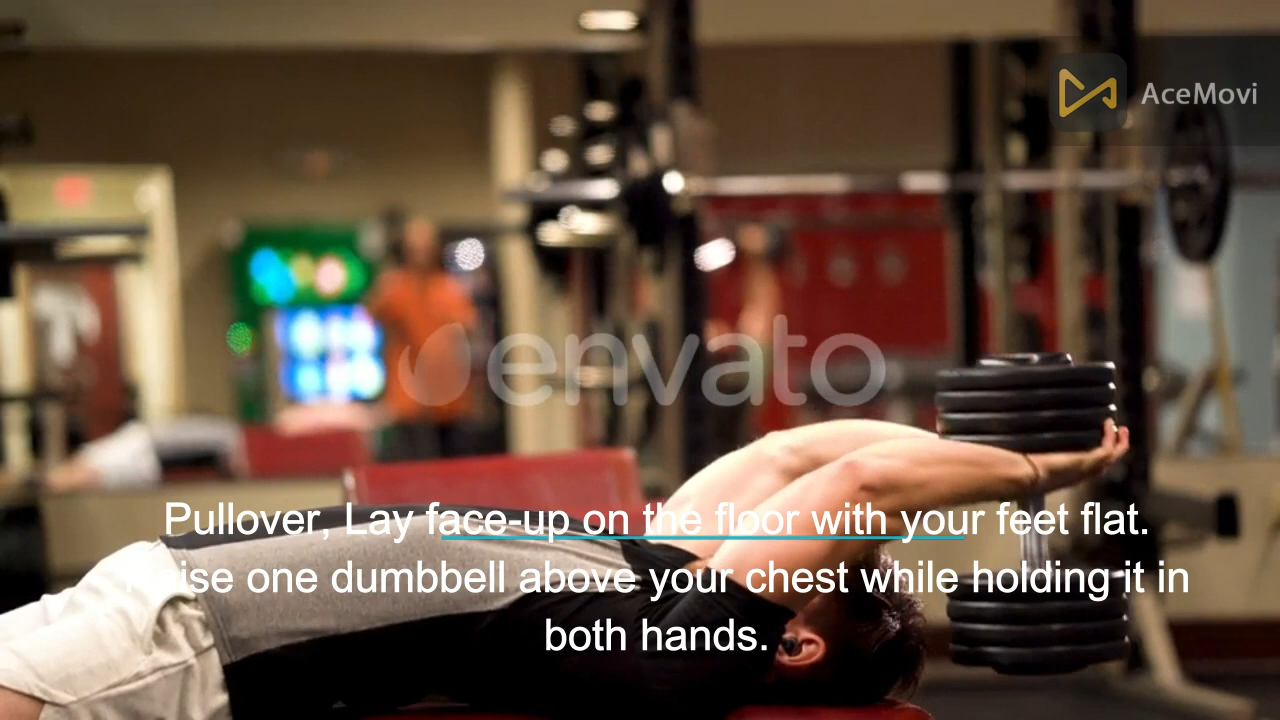 AceMovi
envato
Pullover, Lay face-up on the floor with your feet flat.
Raise one dumbbell above your chest while holding it in
both hands.